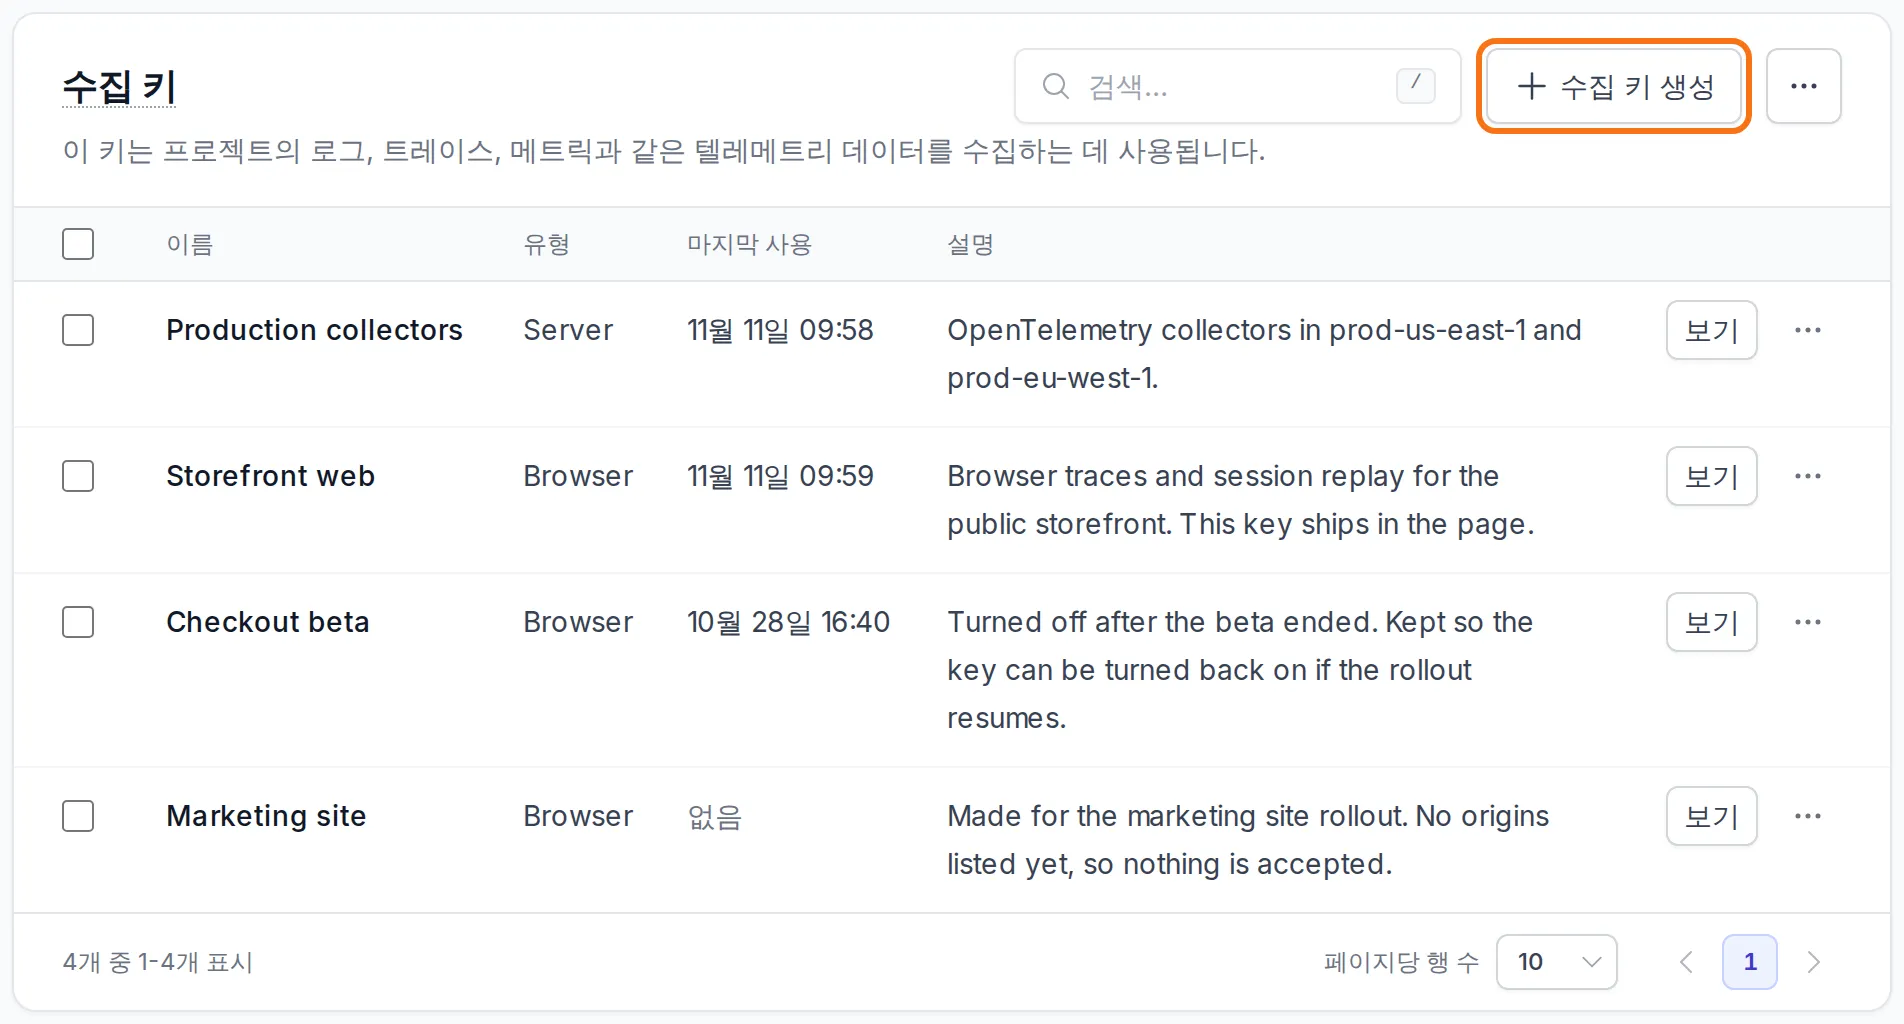 수집 키
검색...
/
+ 수집 키 생성
이 키는 프로젝트의 로그, 트레이스, 메트릭과 같은 텔레메트리 데이터를 수집하는 데 사용됩니다.
이름 유형 마지막 사용 설명
Production collectors Server 11월 11일 09:58 OpenTelemetry collectors in prod-us-east-1 and 보기
prod-eu-west-1.
Storefront web Browser 11월 11일 09:59 Browser traces and session replay for the 보기
public storefront. This key ships in the page.
Checkout beta Browser 10월 28일 16:40 Turned off after the beta ended. Kept so the 보기
key can be turned back on if the rollout
resumes.
Marketing site Browser 없음 Made for the marketing site rollout. No origins 보기
listed yet, so nothing is accepted.
4개 중 1-4개 표시 페이지당 행 수 10 1